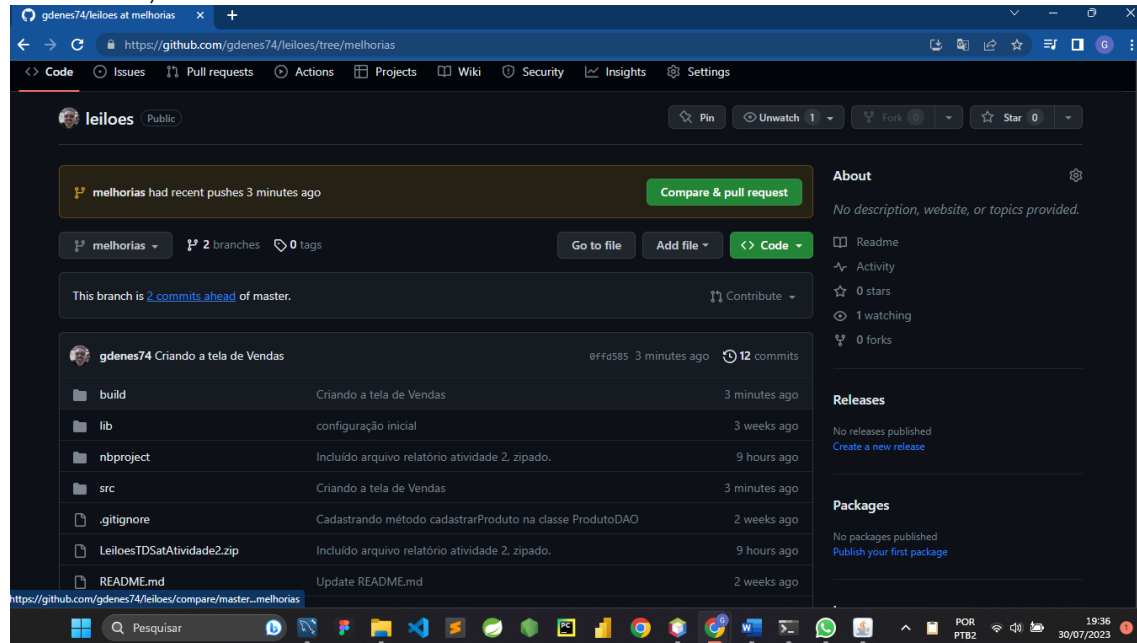 gdenes74/leiloes at melhorias
https://github.com/gdenes74/leiloes/tree/melhorias
G
Code Issues Pull requests Actions Projects Wiki Security Insights Settings
leiloes Public Pin Unwatch 1 Fork 0 Star 0
melhorias had recent pushes 3 minutes ago Compare & pull request
About
No description, website, or topics provided.
melhorias 2 branches 0 tags Go to file Add file <> Code
Readme
Activity
This branch is 2 commits ahead of master. Contribute
0 stars
1 watching
0 forks
gdenes74 Criando a tela de Vendas 0ffd585 3 minutes ago 12 commits
build Criando a tela de Vendas 3 minutes ago
Releases
lib configuração inicial 3 weeks ago
No releases published
Create a new release
nbproject Incluído arquivo relatório atividade 2, zipado. 9 hours ago
src Criando a tela de Vendas 3 minutes ago
Packages
.gitignore Cadastrando método cadastrarProduto na classe ProdutoDAO 2 weeks ago
No packages published
Publish your first package
LeiloesTDSatAtividade2.zip Incluído arquivo relatório atividade 2, zipado. 9 hours ago
README.md Update README.md 2 weeks ago
https://github.com/gdenes74/leiloes/compare/master...melhorias
Pesquisar
POR
PTB2
19:36
30/07/2023
1